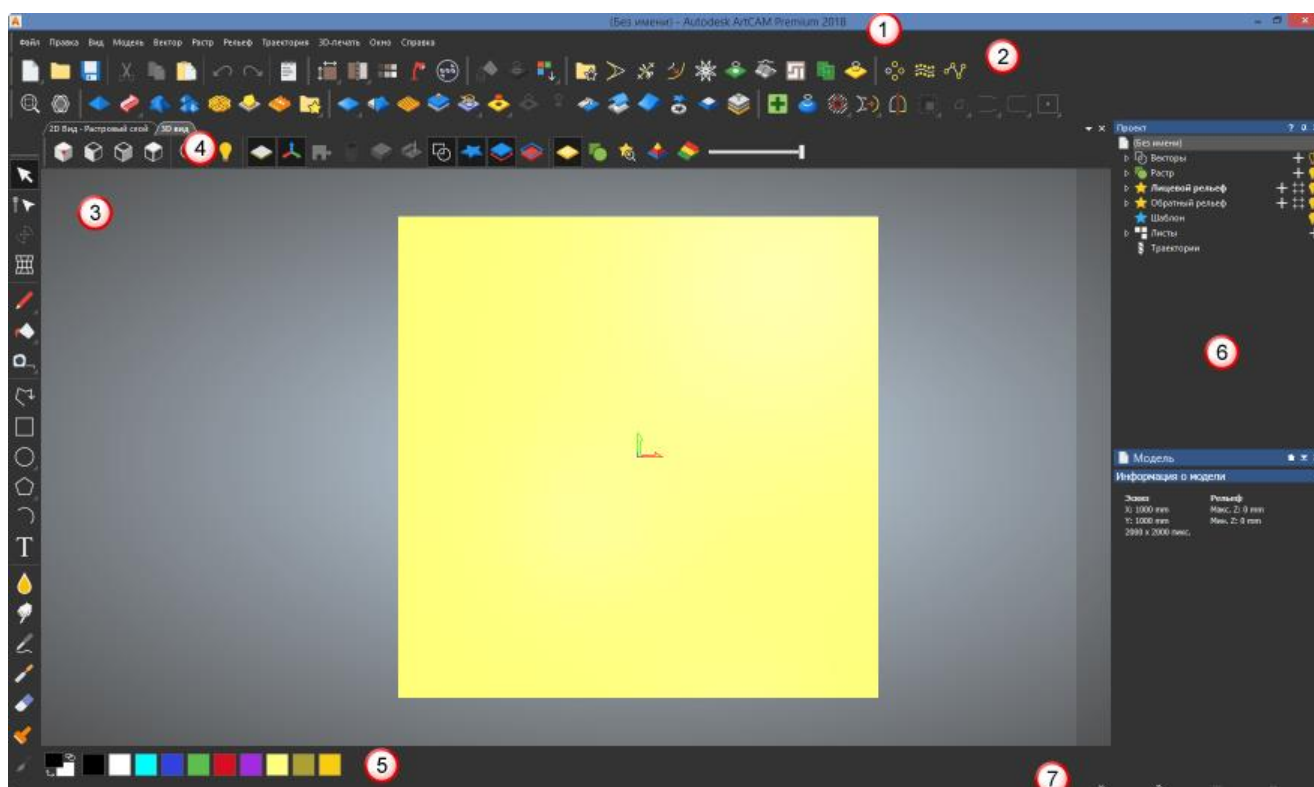 (Без имени) - Autodesk ArtCAM Premium 2018
1
Файл Правка Вид Модель Вектор Растр Рельеф Траектория 3D-печать Окно Справка
2
2D Вид - Растровый слой 3D вид
4
3
Проект
(Без имени)
Векторы
Растр
Лицевой рельеф
Обратный рельеф
Шаблон
Листы
Траектории
6
Модель
Информация о модели
Эскиз Рельеф
X: 1000 mm Макс. Z: 0 mm
Y: 1000 mm Мин. Z: 0 mm
2000 x 2000 пикс.
T
5
7